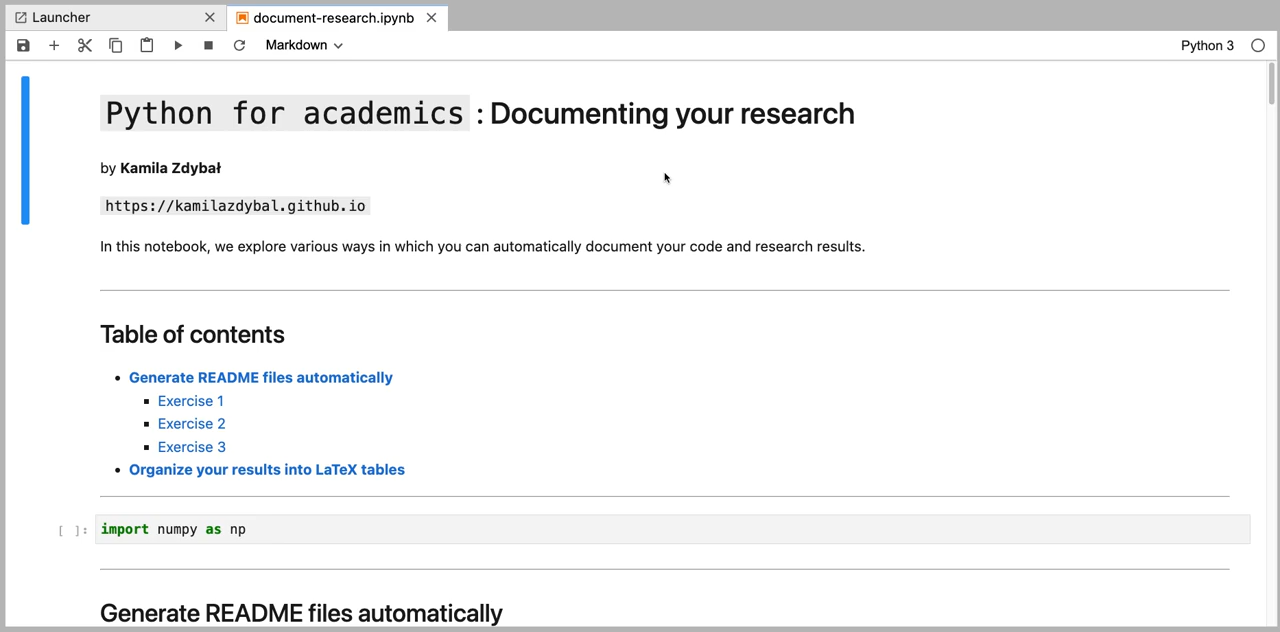 Launcher
document-research.ipynb
Markdown
Python 3
Python for academics : Documenting your research
by Kamila Zdybał
https://kamilazdybal.github.io
In this notebook, we explore various ways in which you can automatically document your code and research results.
Table of contents
Generate README files automatically
Exercise 1
Exercise 2
Exercise 3
Organize your results into LaTeX tables
[ ]: import numpy as np
Generate README files automatically